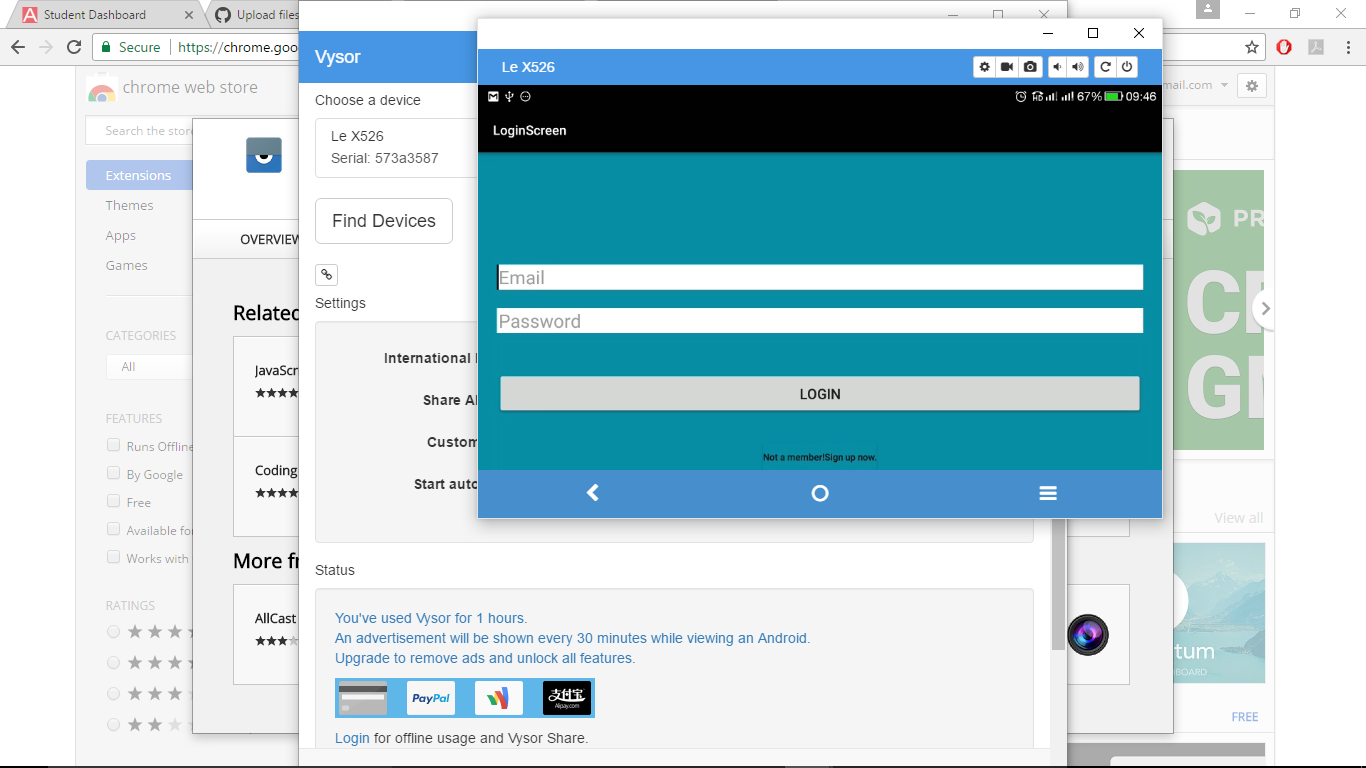 Student Dashboard
Upload files
Secure
https://chrome.goo
chrome web store
mail.com
Search the store
Extensions
Themes
Apps
Games
CATEGORIES
All
FEATURES
Runs Offline
By Google
Free
Available for
Works with
RATINGS
OVERVIEW
Related
JavaScr
Coding
More fr
AllCast
Vysor
Choose a device
Le X526
Serial: 573a3587
Find Devices
Settings
International
Share Al
Custom
Start auto
Status
You've used Vysor for 1 hours.
An advertisement will be shown every 30 minutes while viewing an Android.
Upgrade to remove ads and unlock all features.
PayPal
支付宝
Alipay.com
Login for offline usage and Vysor Share.
Le X526
67% 09:46
LoginScreen
Email
Password
LOGIN
Not a member!Sign up now.
PR
View all
tum
BOARD
FREE